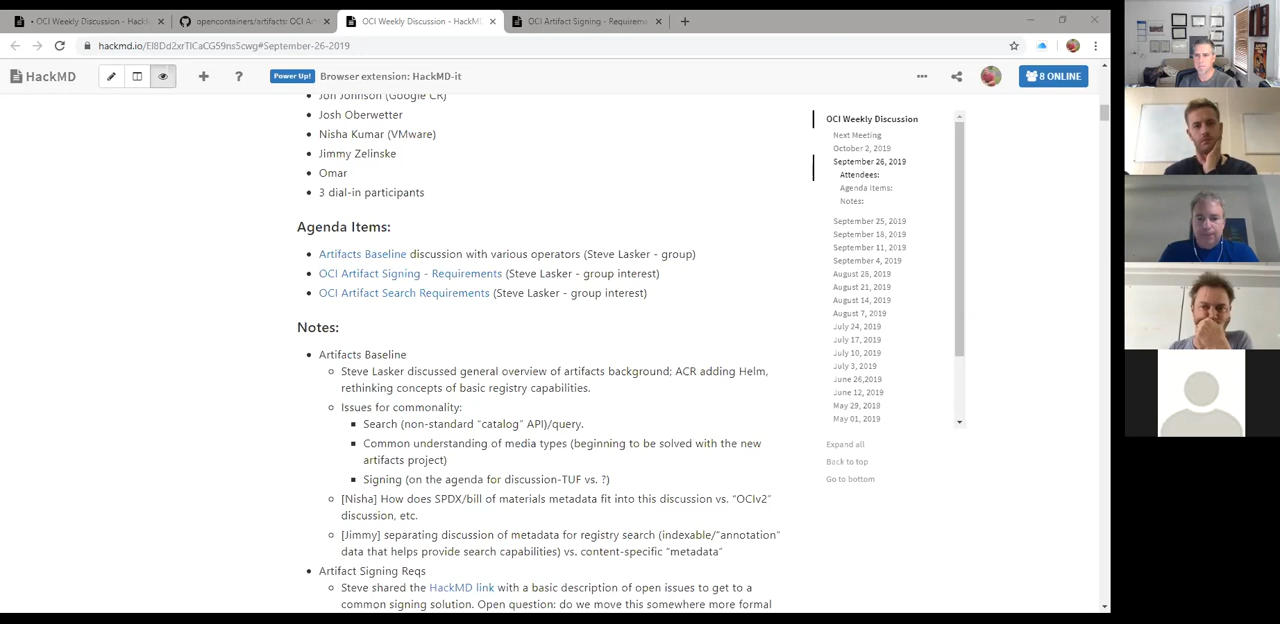 OCI Weekly Discussion - HackM
opencontainers/artifacts: OCI Ar
OCI Weekly Discussion - HackMD
OCI Artifact Signing - Requirem
hackmd.io/El8Dd2xrTlCaCG59ns5cwg#September-26-2019
HackMD
Power Up!
Browser extension: HackMD-it
8 ONLINE
Jon Johnson (Google CR)
Josh Oberwetter
Nisha Kumar (VMware)
Jimmy Zelinske
Omar
3 dial-in participants
Agenda Items:
Artifacts Baseline discussion with various operators (Steve Lasker - group)
OCI Artifact Signing - Requirements (Steve Lasker - group interest)
OCI Artifact Search Requirements (Steve Lasker - group interest)
Notes:
Artifacts Baseline
Steve Lasker discussed general overview of artifacts background; ACR adding Helm,
rethinking concepts of basic registry capabilities.
Issues for commonality:
Search (non-standard “catalog” API)/query.
Common understanding of media types (beginning to be solved with the new
artifacts project)
Signing (on the agenda for discussion-TUF vs. ?)
[Nisha] How does SPDX/bill of materials metadata fit into this discussion vs. “OCIv2”
discussion, etc.
[Jimmy] separating discussion of metadata for registry search (indexable/“annotation”
data that helps provide search capabilities) vs. content-specific “metadata”
Artifact Signing Reqs
Steve shared the HackMD link with a basic description of open issues to get to a
common signing solution. Open question: do we move this somewhere more formal
OCI Weekly Discussion
Next Meeting
October 2, 2019
September 26, 2019
Attendees:
Agenda Items:
Notes:
September 25, 2019
September 18, 2019
September 11, 2019
September 4, 2019
August 28, 2019
August 21, 2019
August 14, 2019
August 7, 2019
July 24, 2019
July 17, 2019
July 10, 2019
July 3, 2019
June 26,2019
June 12, 2019
May 29, 2019
May 01, 2019
Expand all
Back to top
Go to bottom